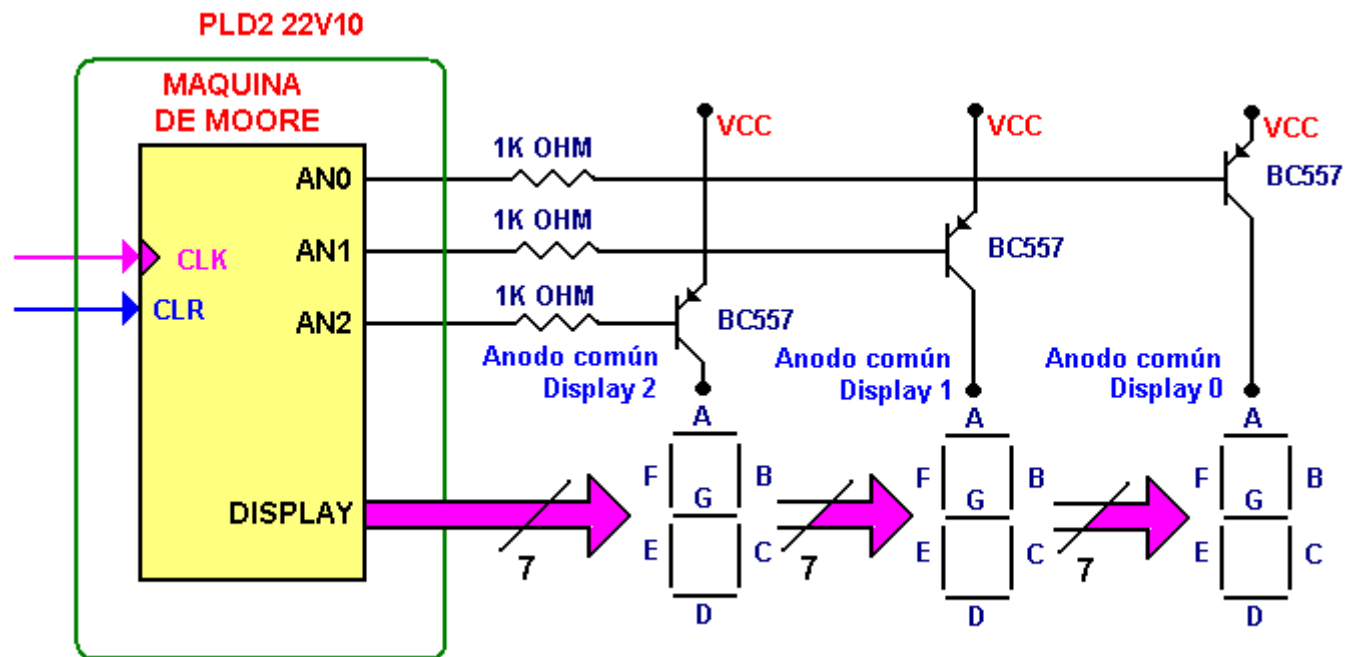 PLD2 22V10
MAQUINA
DE MOORE
VCC
VCC
VCC
AN0
1K OHM
BC557
AN1
1K OHM
BC557
CLK
CLR
AN2
1K OHM
BC557
Anodo común
Display 2
Anodo común
Display 1
Anodo común
Display 0
DISPLAY
7
A
F
B
G
E
C
D
7
A
F
B
G
E
C
D
7
A
F
B
G
E
C
D